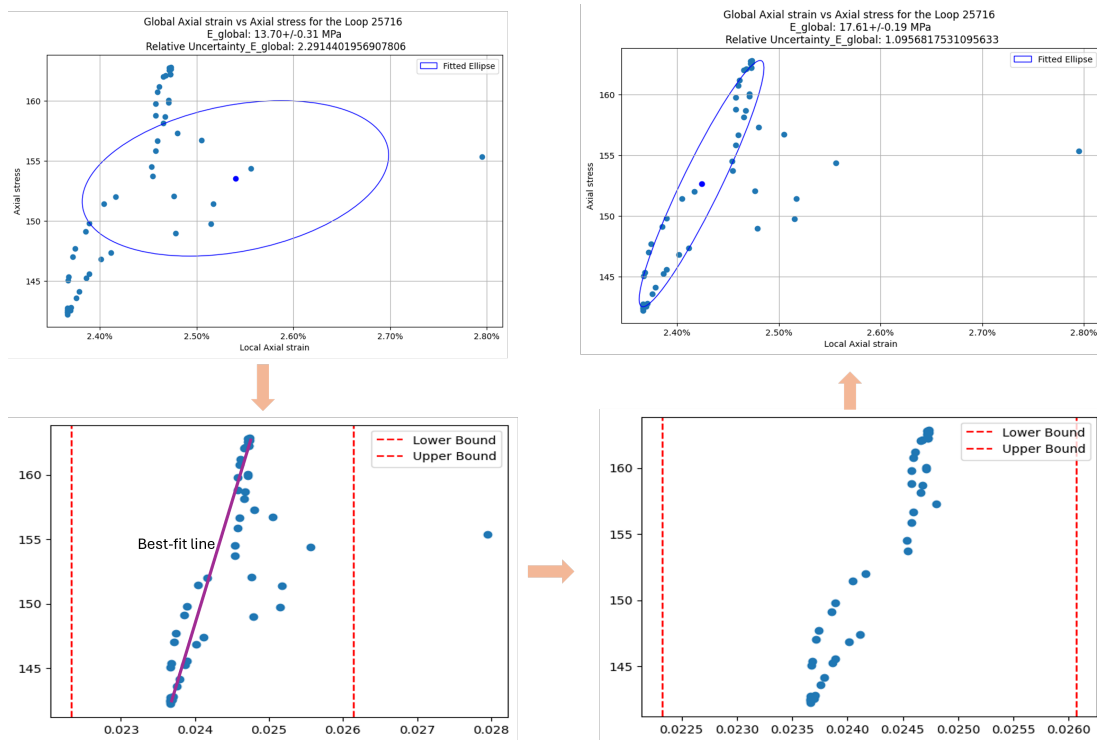 Global Axial strain vs Axial stress for the Loop 25716
E_global: 13.70+/-0.31 MPa
Relative Uncertainty_E_global: 2.2914401956907806
Fitted Ellipse
160
155
150
145
Axial stress
2.40%
2.50%
2.60%
2.70%
2.80%
Local Axial strain
Global Axial strain vs Axial stress for the Loop 25716
E_global: 17.61+/-0.19 MPa
Relative Uncertainty_E_global: 1.0956817531095633
Fitted Ellipse
160
155
150
145
Axial stress
2.40%
2.50%
2.60%
2.70%
2.80%
Local Axial strain
Lower Bound
Upper Bound
Best-fit line
160
155
150
145
0.023
0.024
0.025
0.026
0.027
0.028
Lower Bound
Upper Bound
160
155
150
145
0.0225
0.0230
0.0235
0.0240
0.0245
0.0250
0.0255
0.0260